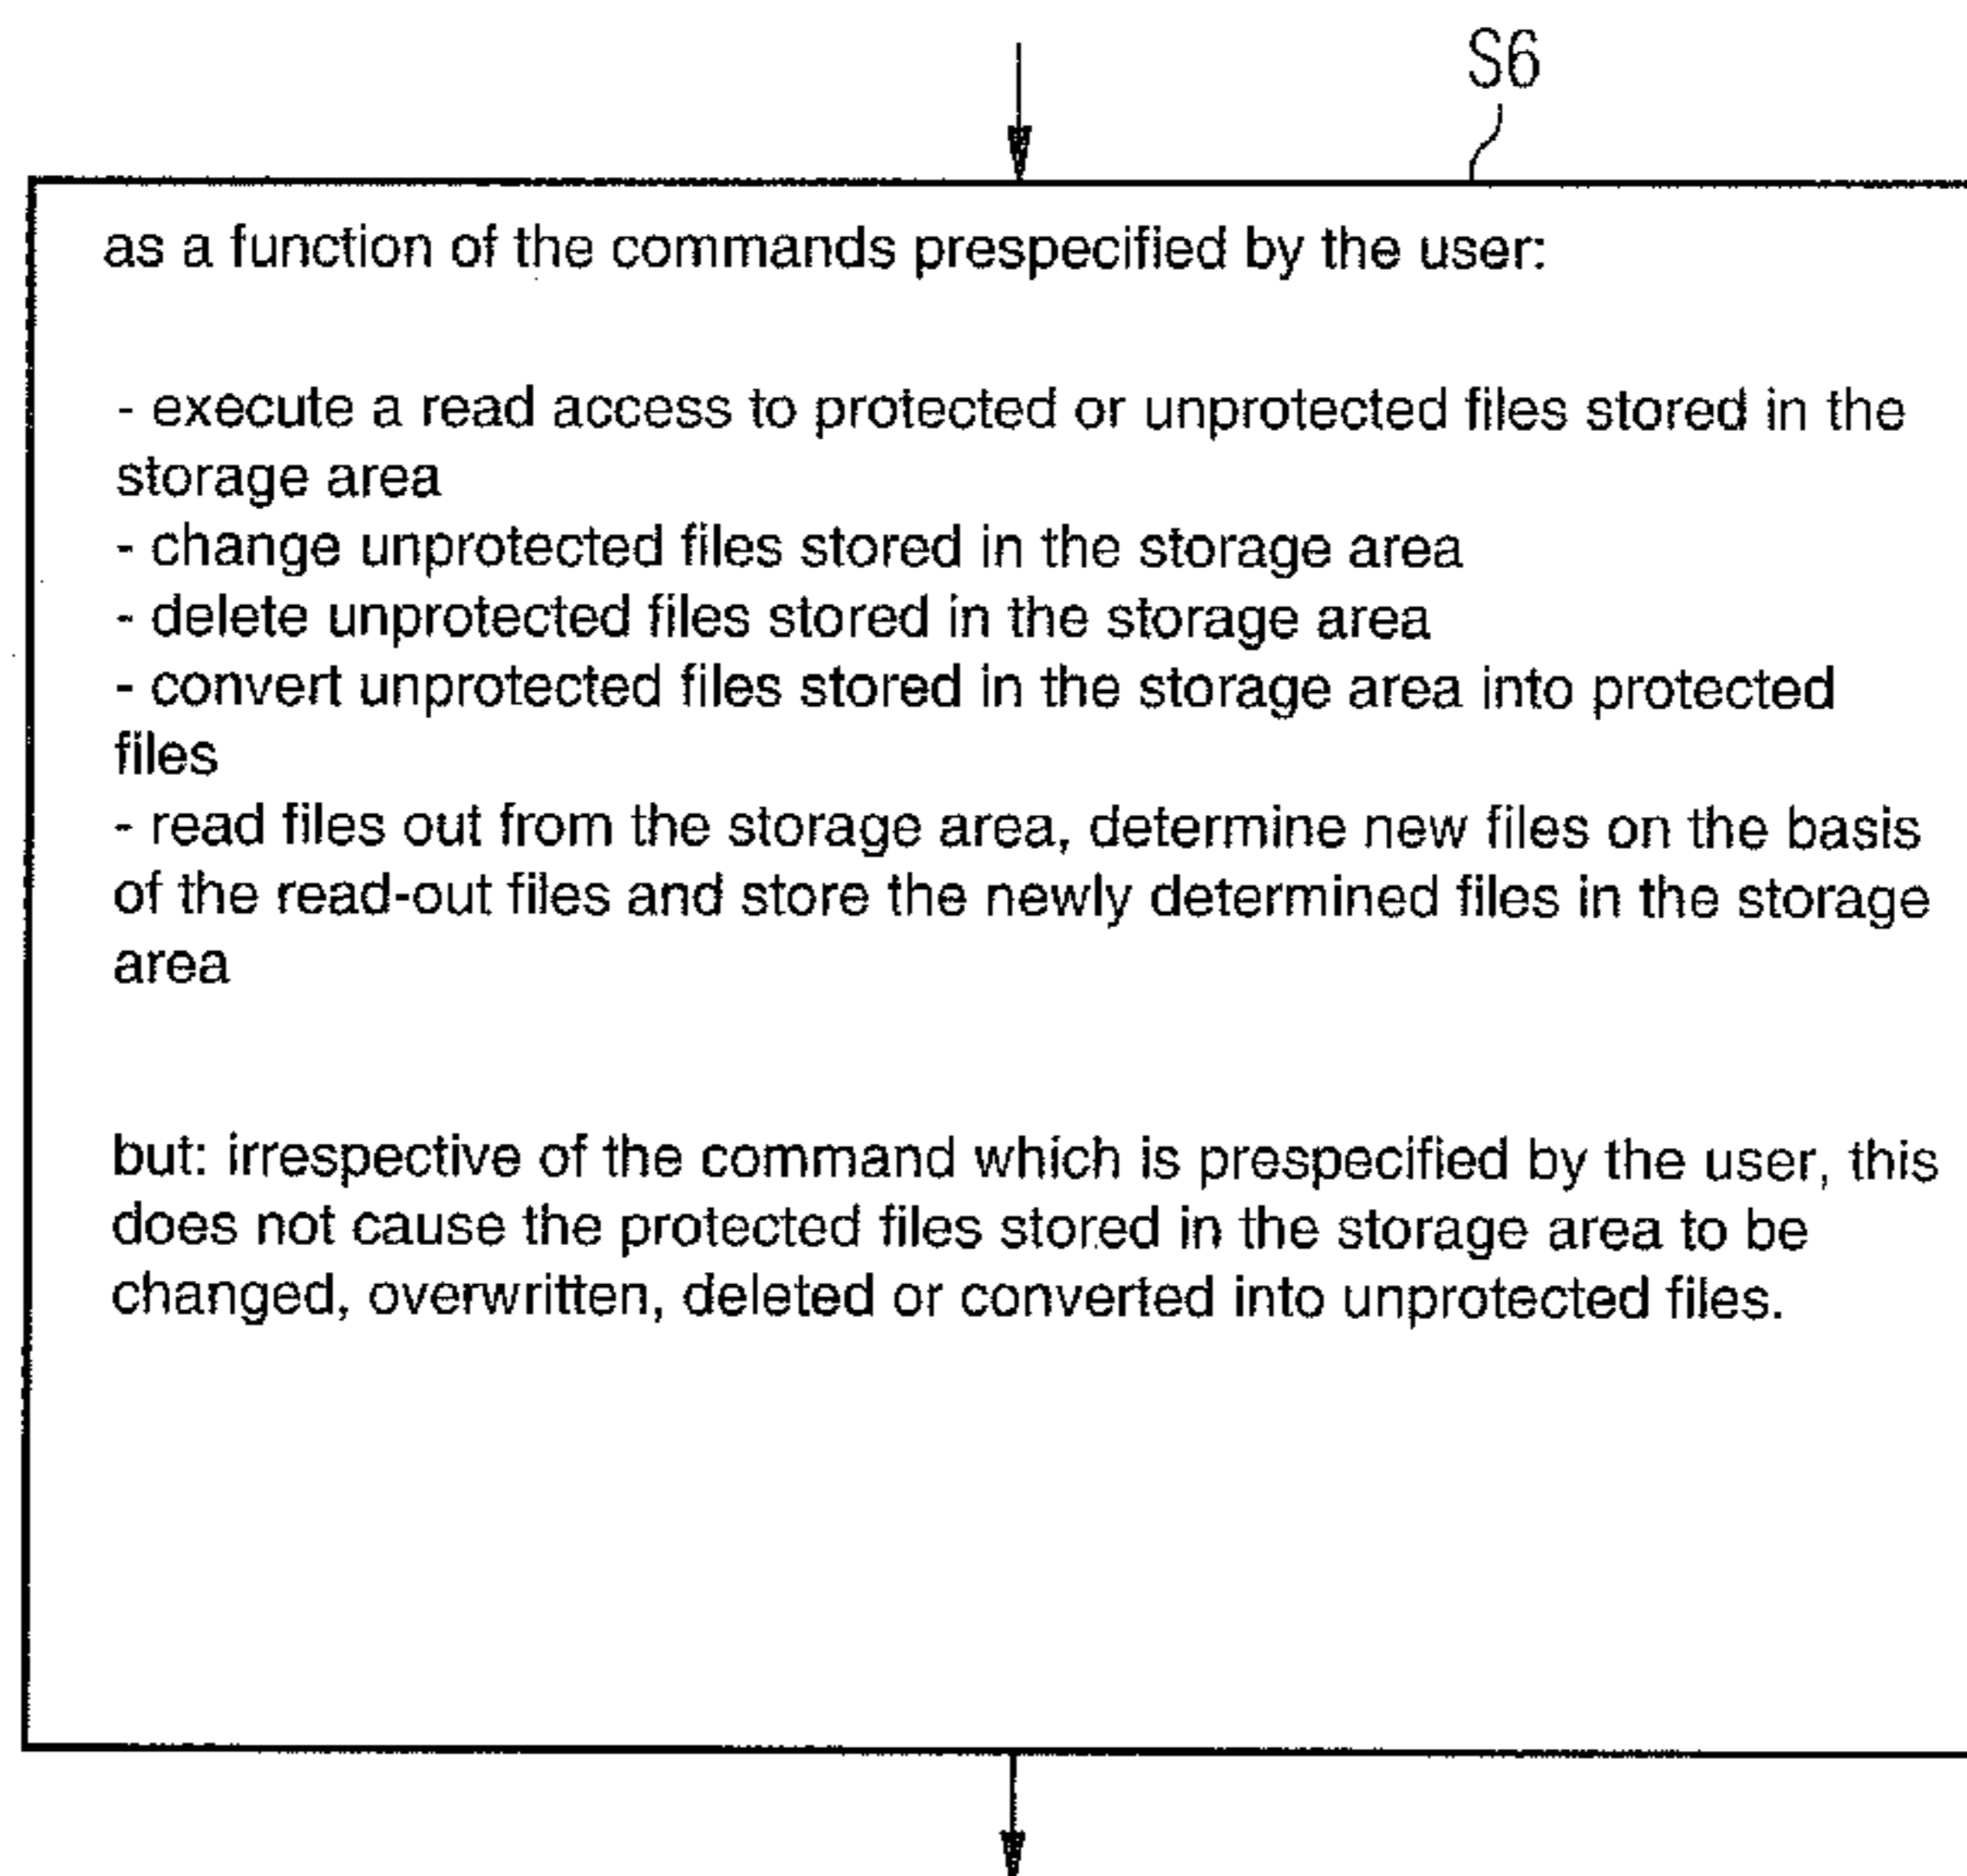 S6
as a function of the commands prespecified by the user:
- execute a read access to protected or unprotected files stored in the
storage area
- change unprotected files stored in the storage area
- delete unprotected files stored in the storage area
- convert unprotected files stored in the storage area into protected
files
- read files out from the storage area, determine new files on the basis
of the read-out files and store the newly determined files in the storage
area
but: irrespective of the command which is prespecified by the user, this
does not cause the protected files stored in the storage area to be
changed, overwritten, deleted or converted into unprotected files.